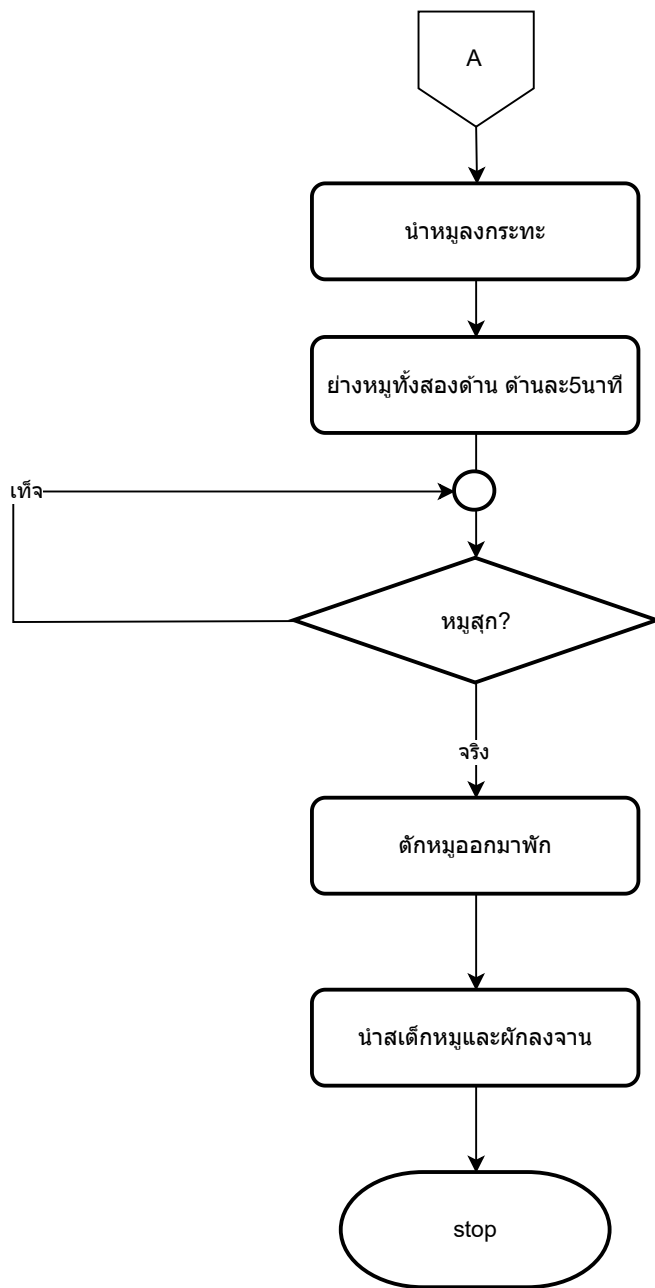 A
นำหมูลงกระทะ
ย่างหมูทั้งสองด้าน ด้านละ5นาที
เท็จ
หมูสุก?
จริง
ตักหมูออกมาพัก
นำสเต็กหมูและผักลงจาน
stop